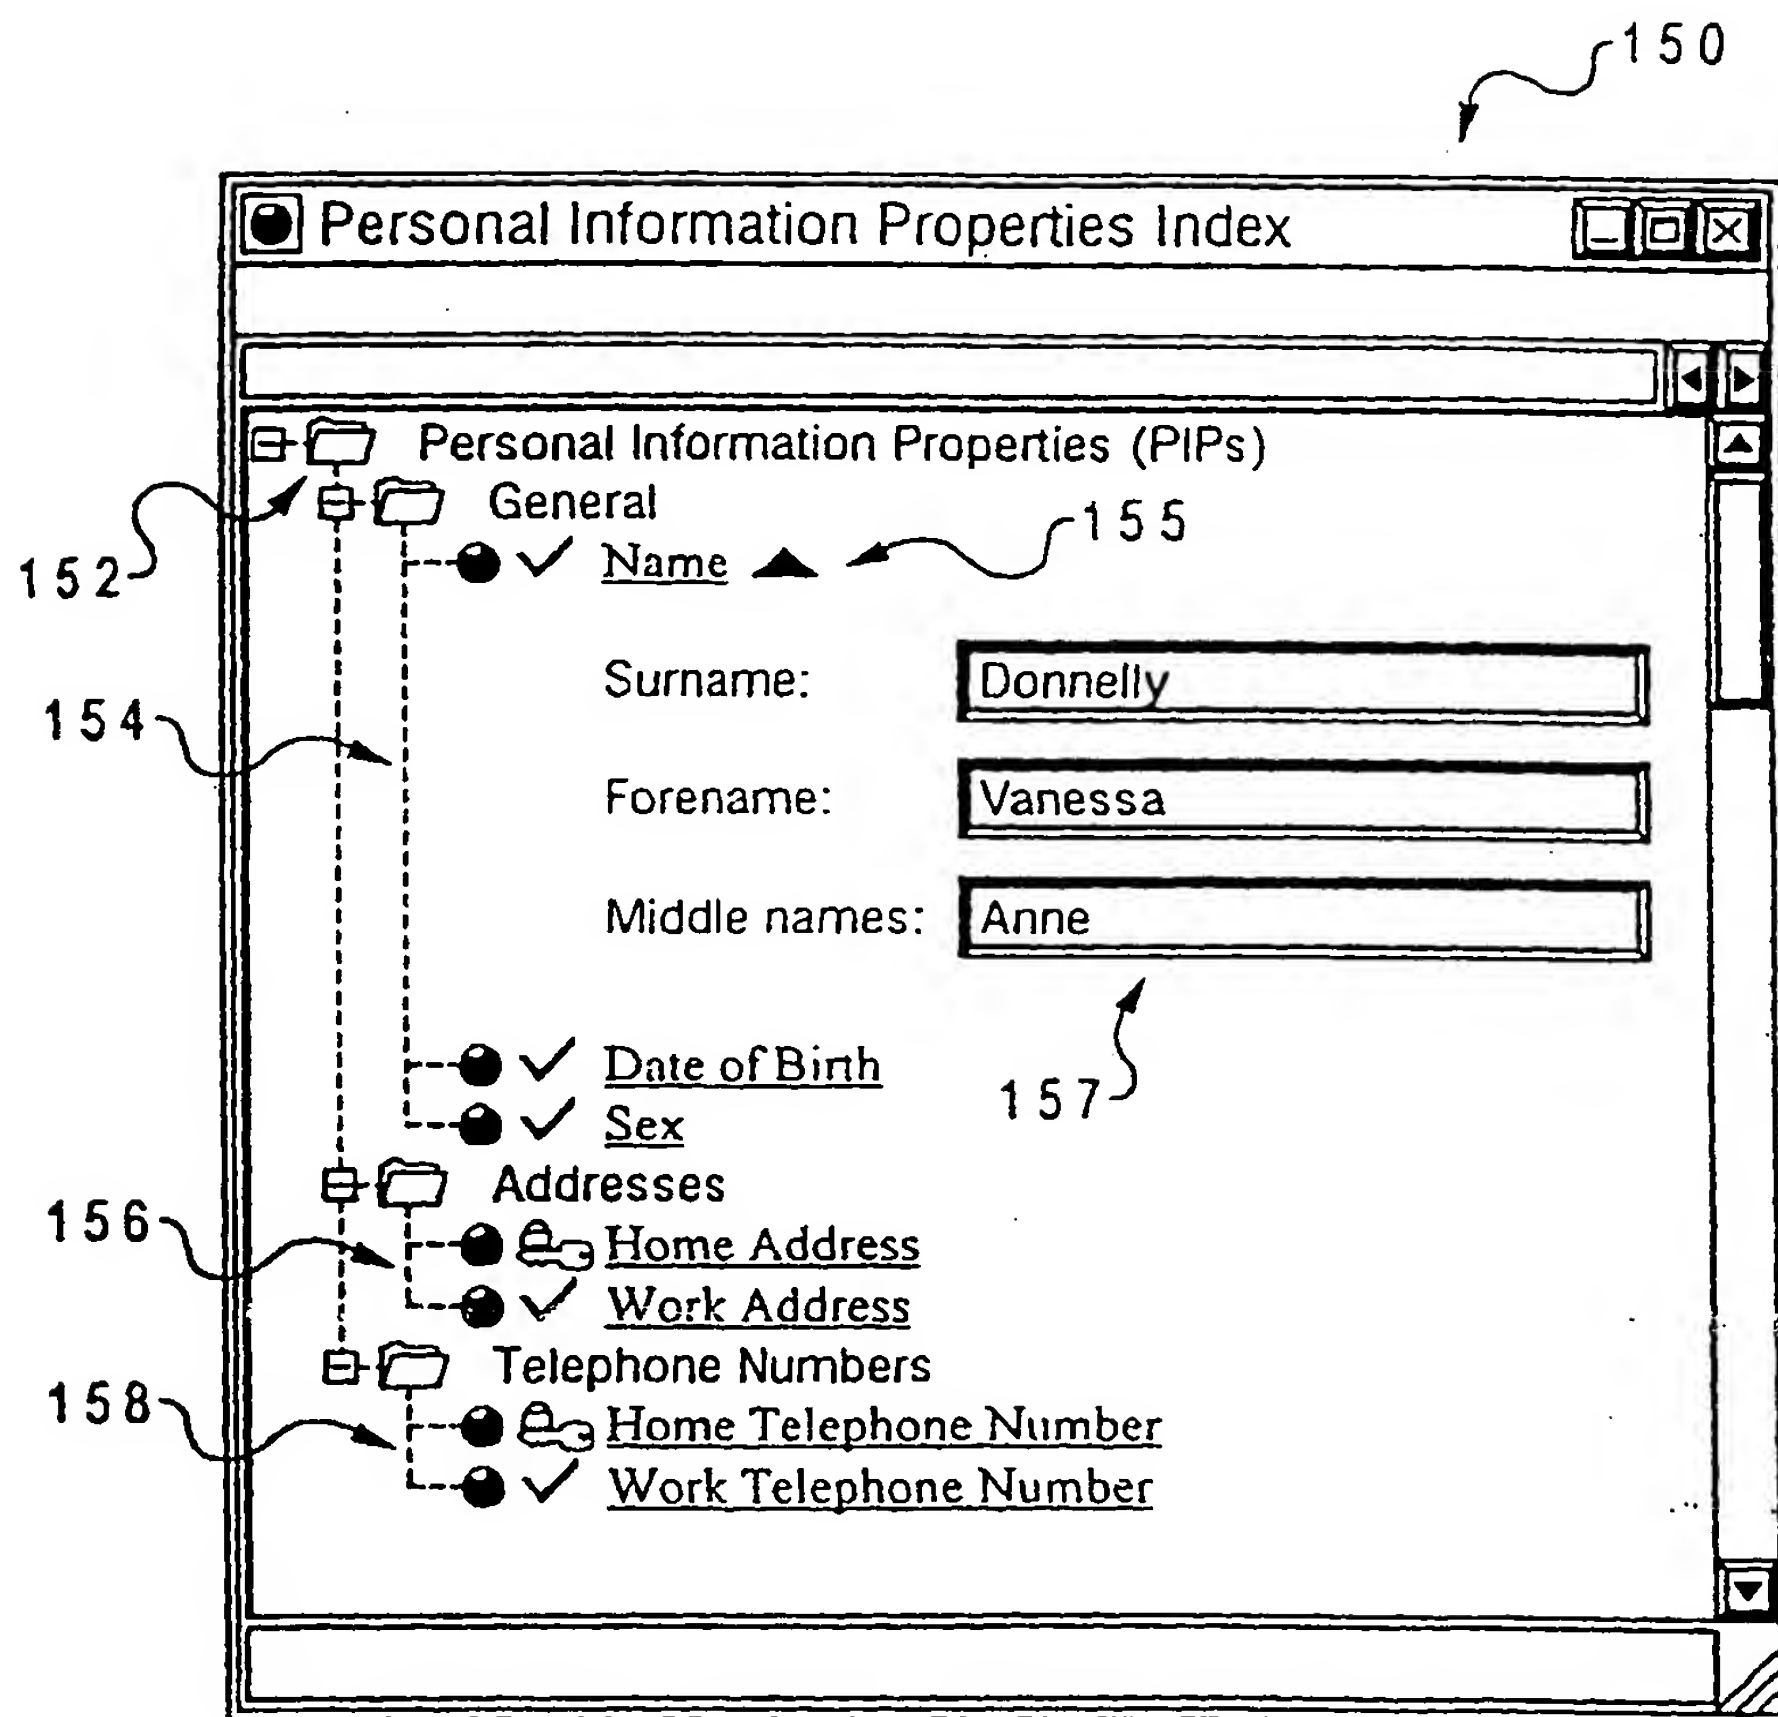 150
Personal Information Properties Index
Personal Information Properties (PIPs)
General
155
Name
152
Surname: Donnelly
154
Forename: Vanessa
Middle names: Anne
Date of Birth
157
Sex
Addresses
156
Home Address
Work Address
Telephone Numbers
158
Home Telephone Number
Work Telephone Number